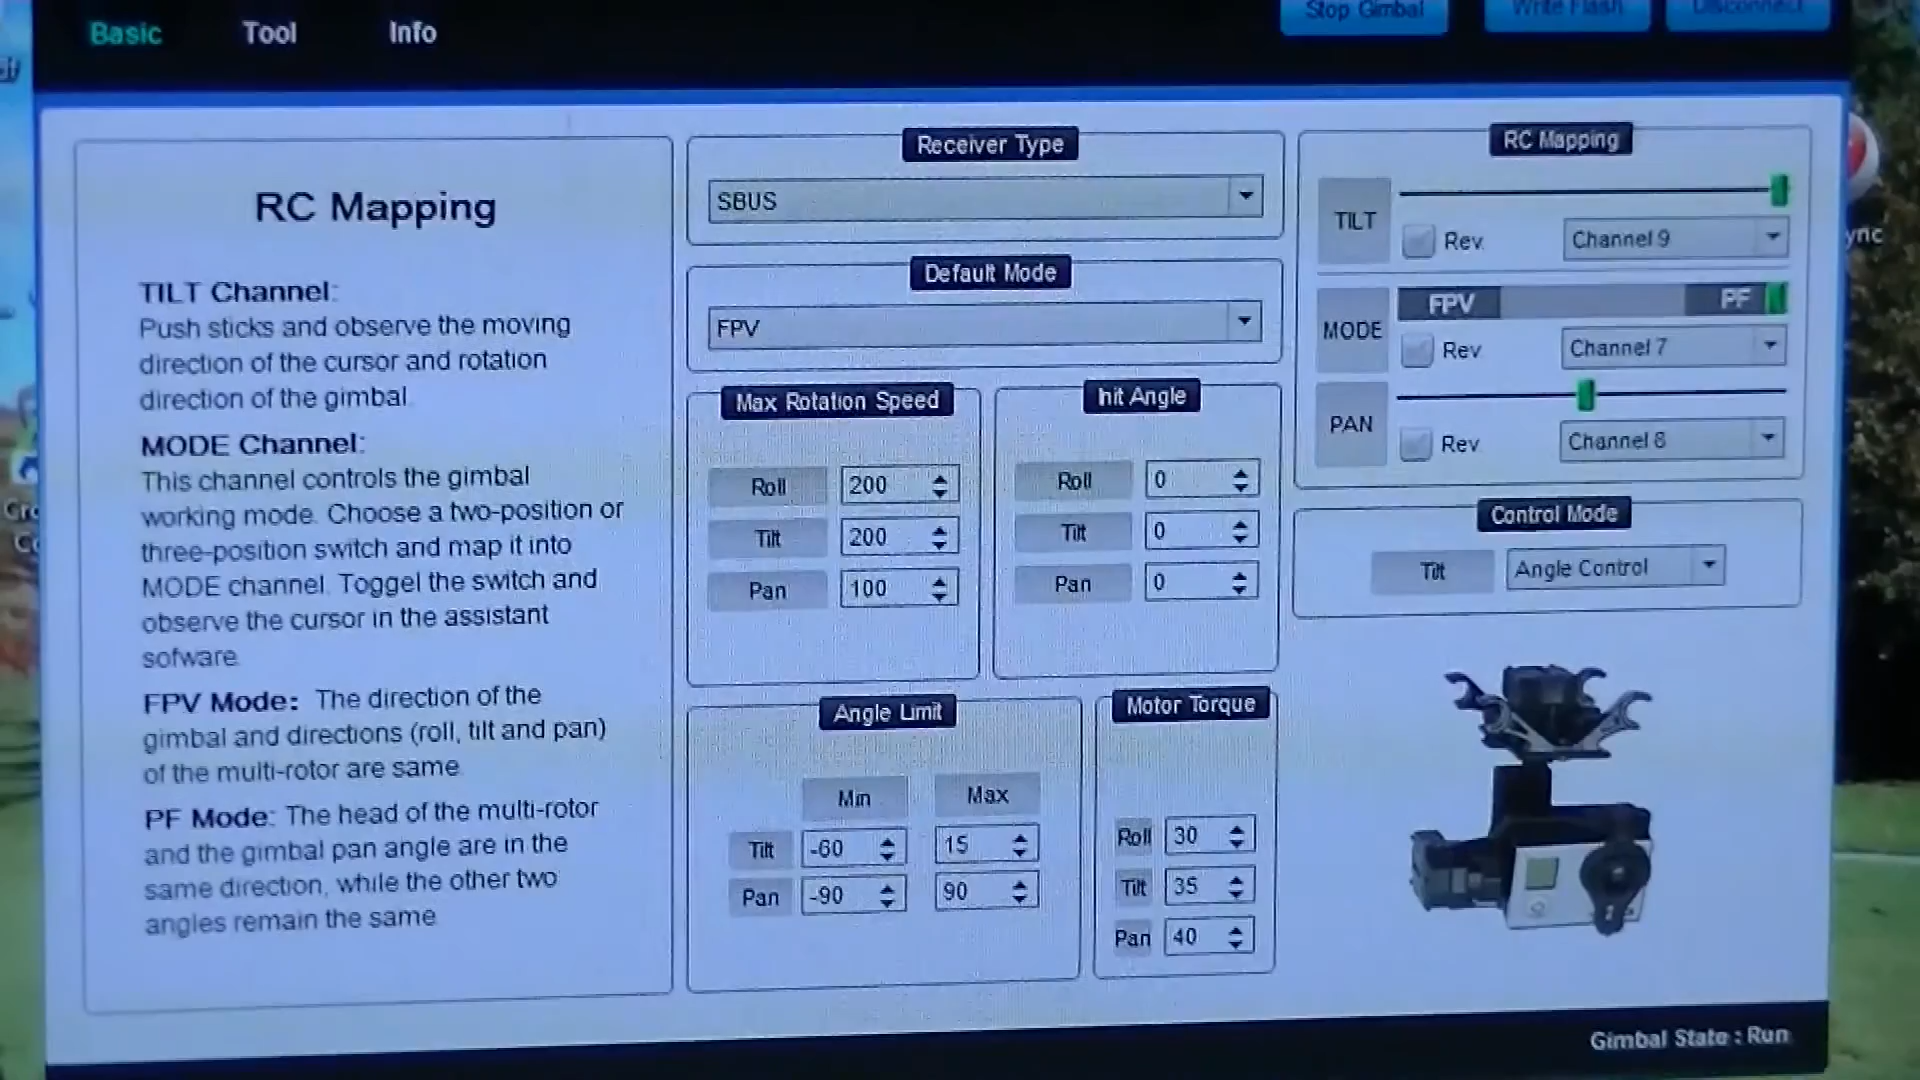 Basic
Tool
Info
Stop Gimbal
Write Flash
Disconnect
RC Mapping
TILT Channel:
Push sticks and observe the moving
direction of the cursor and rotation
direction of the gimbal.
MODE Channel:
This channel controls the gimbal
working mode. Choose a two-position or
three-position switch and map it into
MODE channel. Toggel the switch and
observe the cursor in the assistant
sofware.
FPV Mode: The direction of the
gimbal and directions (roll, tilt and pan)
of the multi-rotor are same.
PF Mode: The head of the multi-rotor
and the gimbal pan angle are in the
same direction, while the other two
angles remain the same.
Receiver Type
SBUS
Default Mode
FPV
Max Rotation Speed
Roll 200
Tilt 200
Pan 100
Init Angle
Roll 0
Tilt 0
Pan 0
Angle Limit
Min Max
Tilt -60 15
Pan -90 90
Motor Torque
Roll 30
Tilt 35
Pan 40
RC Mapping
TILT
Rev. Channel 9
FPV PF
MODE
Rev Channel 7
PAN
Rev Channel 8
Control Mode
Tilt Angle Control
Gimbal State : Run
ync